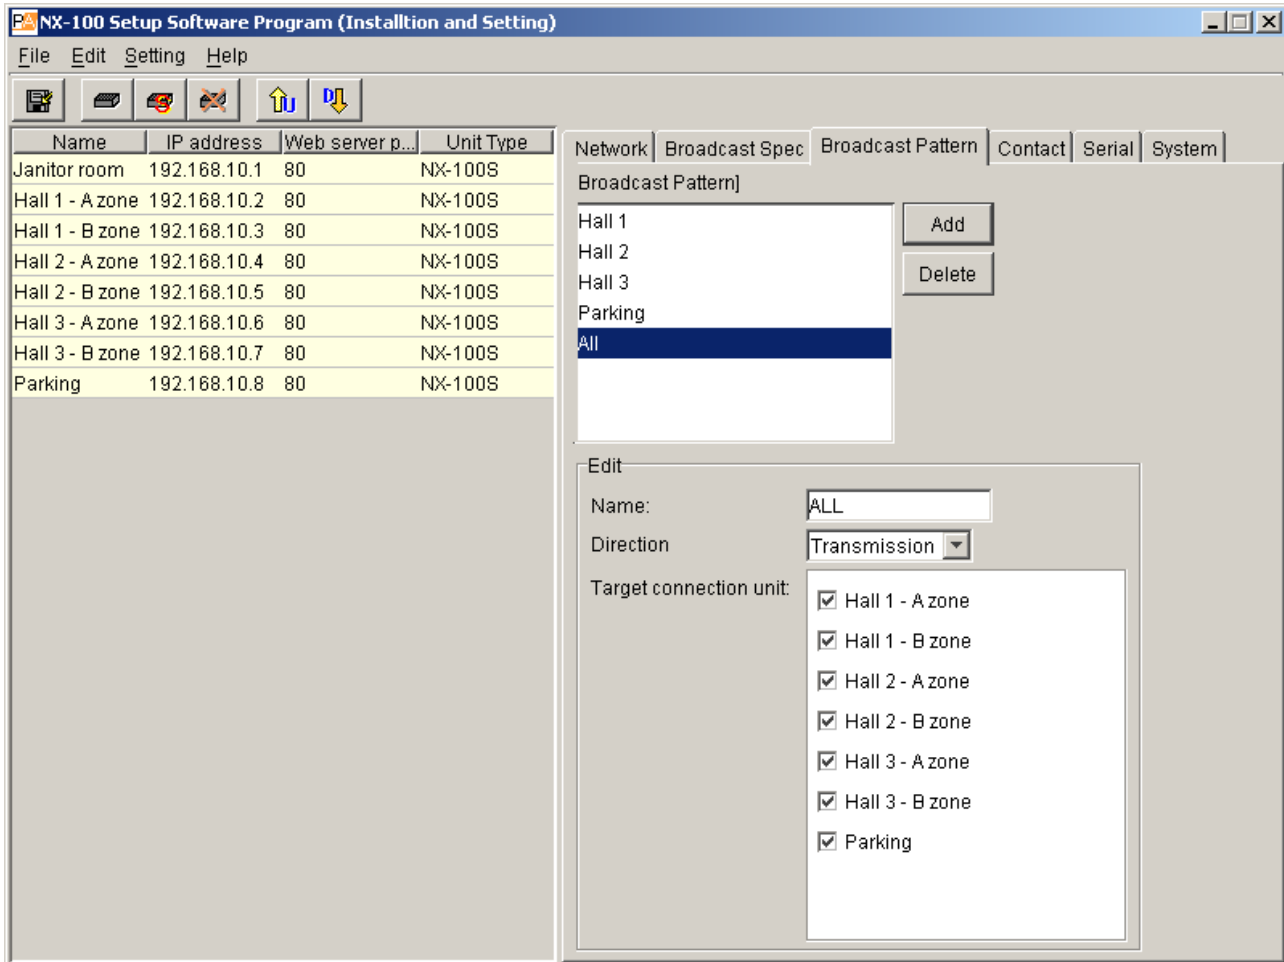 PA NX-100 Setup Software Program (Installtion and Setting)
File Edit Setting Help
U D
Name IP address Web server p... Unit Type
Janitor room 192.168.10.1 80 NX-100S
Hall 1 - A zone 192.168.10.2 80 NX-100S
Hall 1 - B zone 192.168.10.3 80 NX-100S
Hall 2 - A zone 192.168.10.4 80 NX-100S
Hall 2 - B zone 192.168.10.5 80 NX-100S
Hall 3 - A zone 192.168.10.6 80 NX-100S
Hall 3 - B zone 192.168.10.7 80 NX-100S
Parking 192.168.10.8 80 NX-100S
Network Broadcast Spec Broadcast Pattern Contact Serial System
Broadcast Pattern]
Hall 1
Hall 2
Hall 3
Parking
All
Add
Delete
Edit
Name: ALL
Direction Transmission
Target connection unit:
Hall 1 - A zone
Hall 1 - B zone
Hall 2 - A zone
Hall 2 - B zone
Hall 3 - A zone
Hall 3 - B zone
Parking